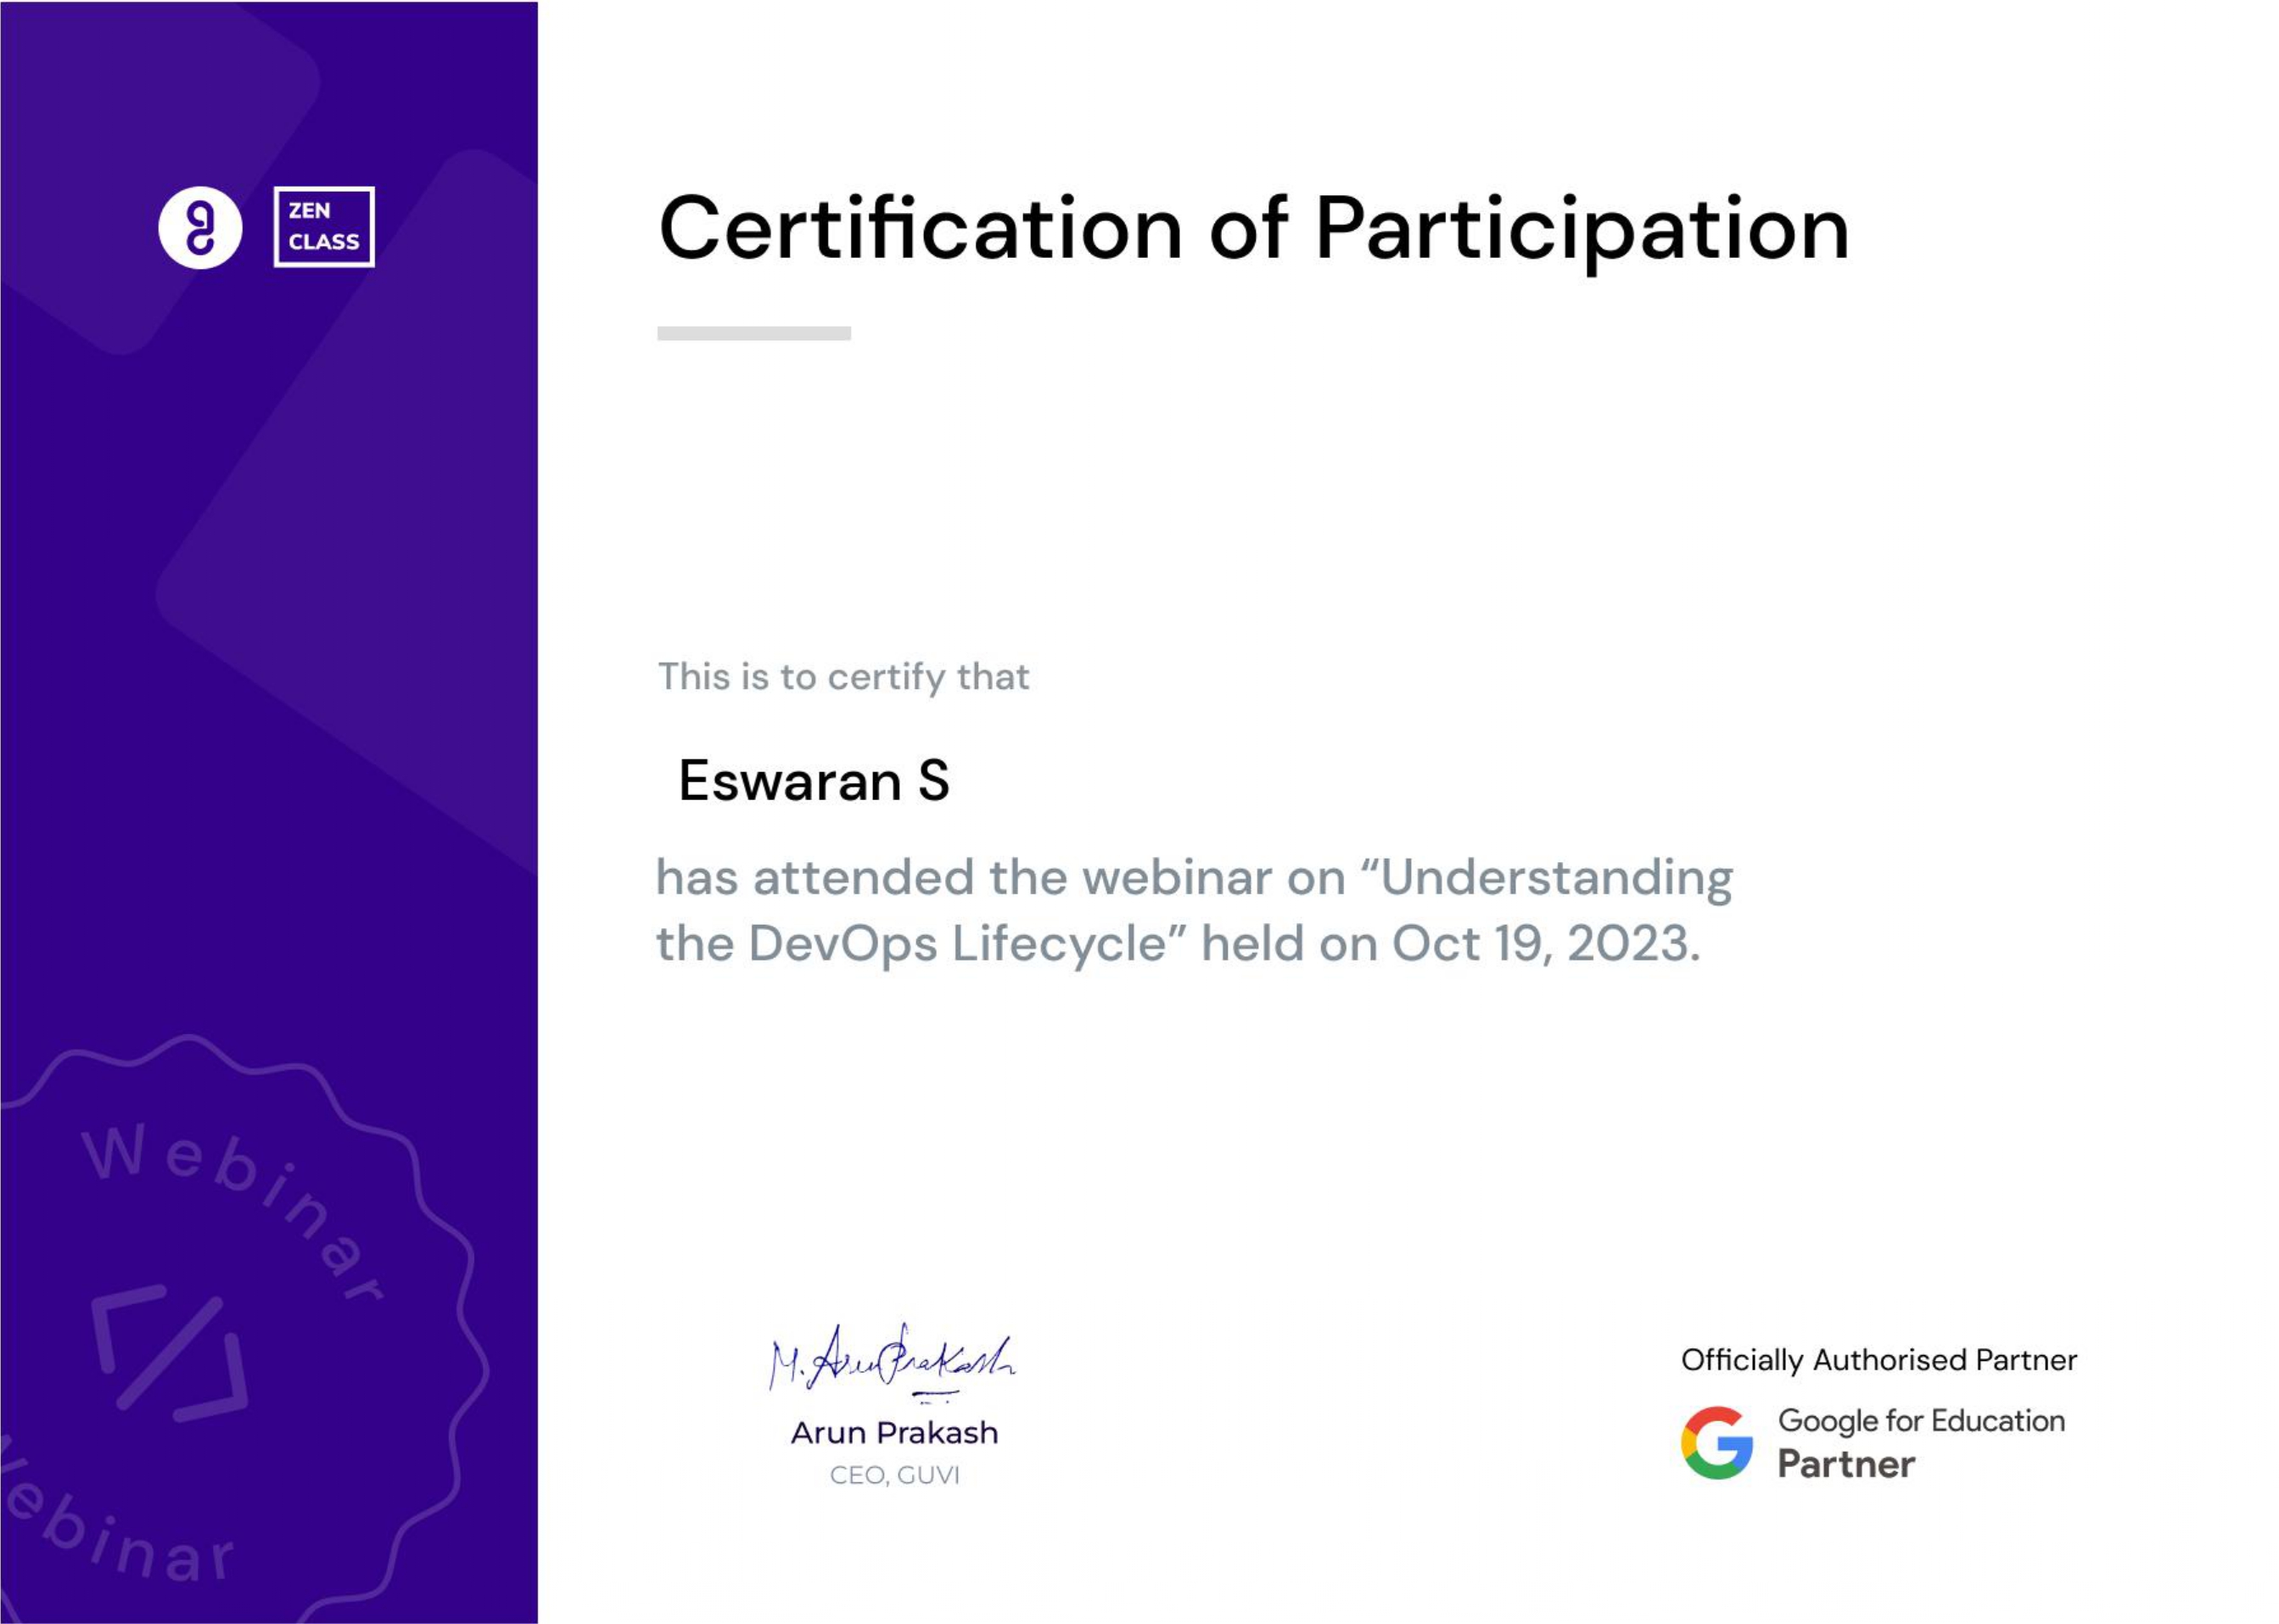 ZEN
CLASS
Certification of Participation
This is to certify that
Eswaran S
has attended the webinar on “Understanding
the DevOps Lifecycle” held on Oct 19, 2023.
Webinar
</>
ebinar
M. Arun Prakash
Arun Prakash
CEO, GUVI
Officially Authorised Partner
Google for Education
Partner